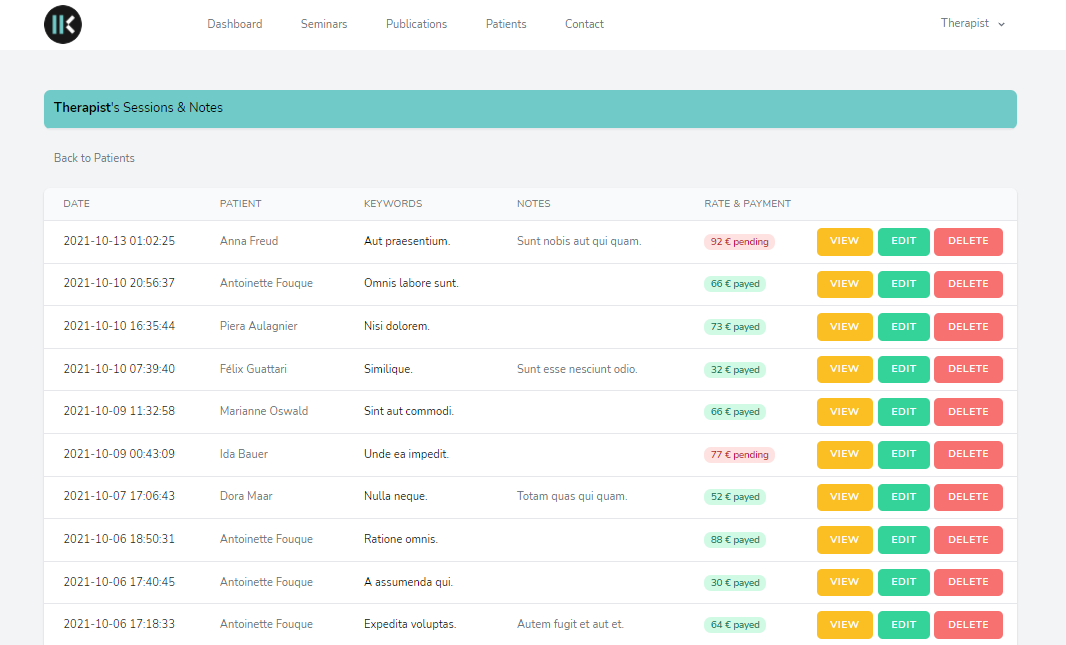 Dashboard Seminars Publications Patients Contact Therapist
Therapist's Sessions & Notes
Back to Patients
DATE PATIENT KEYWORDS NOTES RATE & PAYMENT
2021-10-13 01:02:25 Anna Freud Aut praesentium. Sunt nobis aut qui quam. 92 € pending VIEW EDIT DELETE
2021-10-10 20:56:37 Antoinette Fouque Omnis labore sunt. 66 € payed VIEW EDIT DELETE
2021-10-10 16:35:44 Piera Aulagnier Nisi dolorem. 73 € payed VIEW EDIT DELETE
2021-10-10 07:39:40 Félix Guattari Similique. Sunt esse nesciunt odio. 32 € payed VIEW EDIT DELETE
2021-10-09 11:32:58 Marianne Oswald Sint aut commodi. 66 € payed VIEW EDIT DELETE
2021-10-09 00:43:09 Ida Bauer Unde ea impedit. 77 € pending VIEW EDIT DELETE
2021-10-07 17:06:43 Dora Maar Nulla neque. Totam quas qui quam. 52 € payed VIEW EDIT DELETE
2021-10-06 18:50:31 Antoinette Fouque Ratione omnis. 88 € payed VIEW EDIT DELETE
2021-10-06 17:40:45 Antoinette Fouque A assumenda qui. 30 € payed VIEW EDIT DELETE
2021-10-06 17:18:33 Antoinette Fouque Expedita voluptas. Autem fugit et aut et. 64 € payed VIEW EDIT DELETE